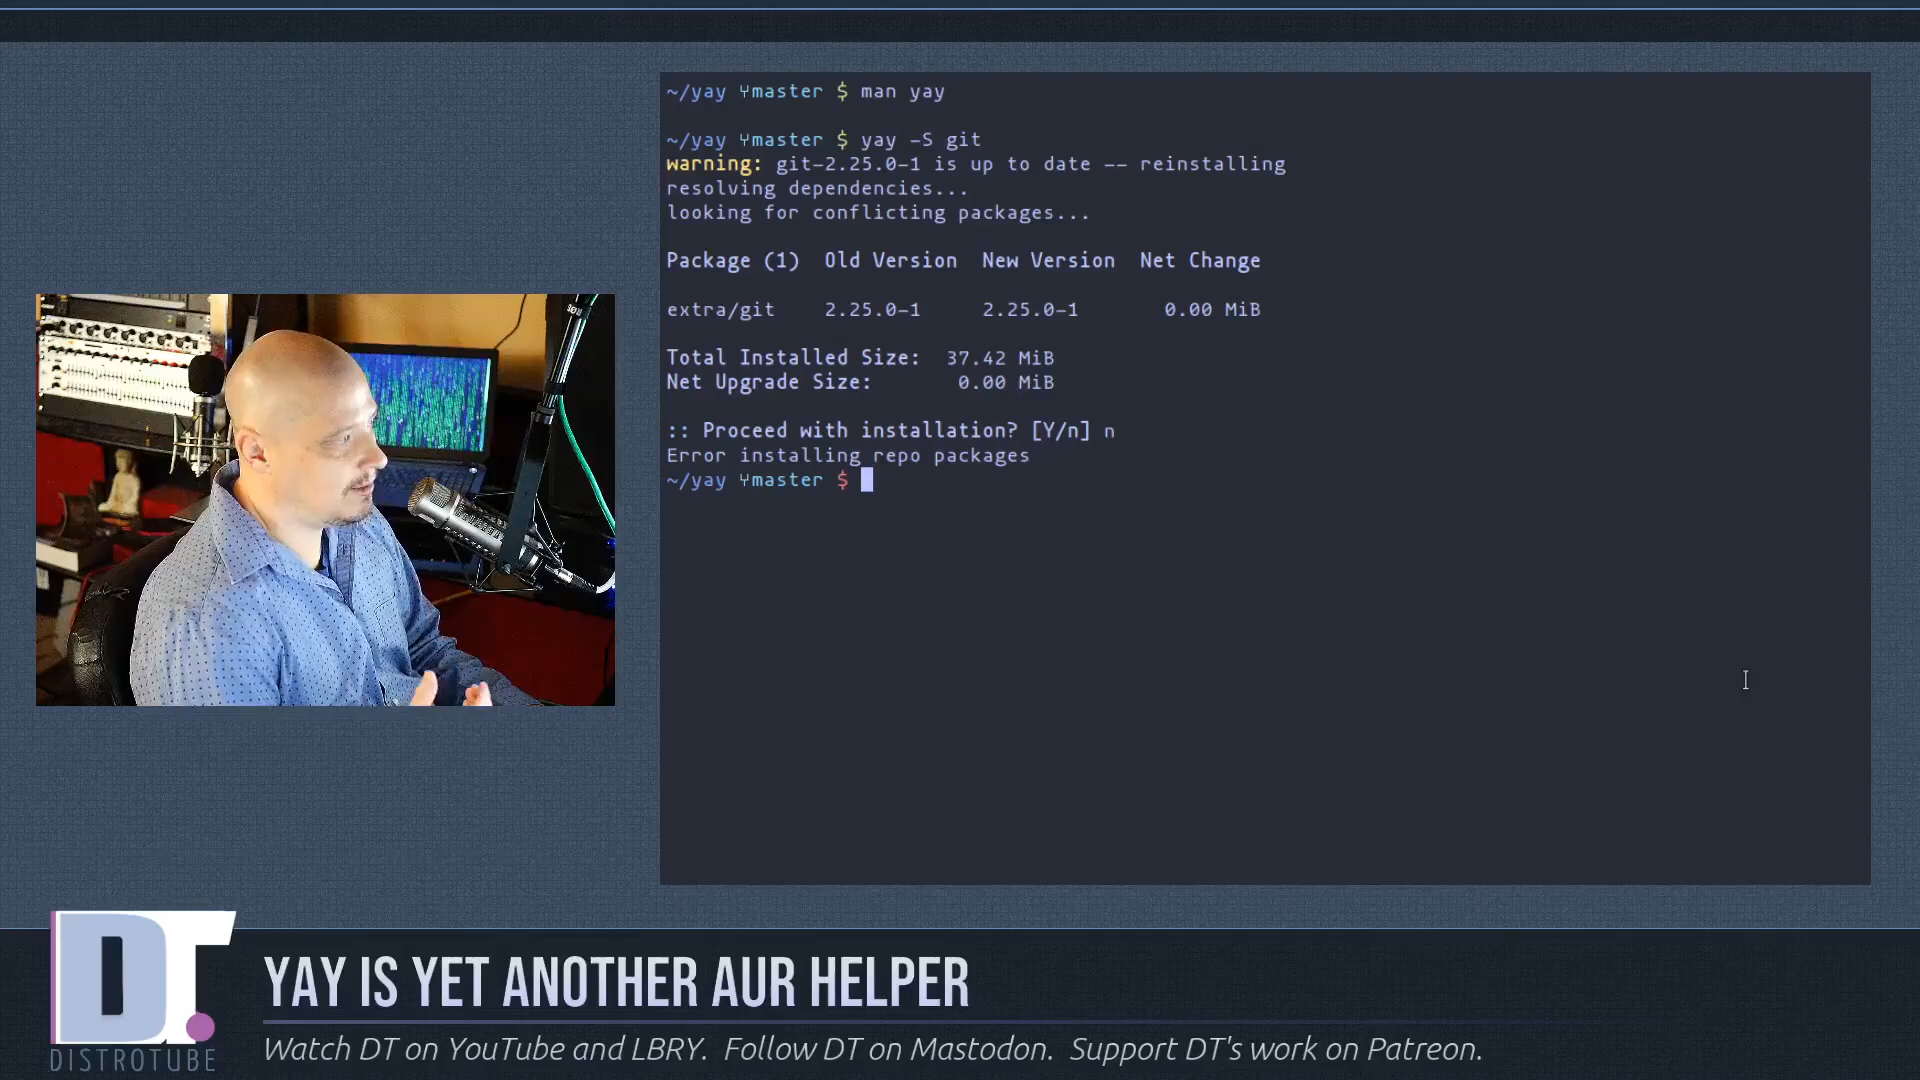 ~/yay master $ man yay
~/yay master $ yay -S git
warning: git-2.25.0-1 is up to date -- reinstalling
resolving dependencies...
looking for conflicting packages...
Package (1) Old Version New Version Net Change
extra/git 2.25.0-1 2.25.0-1 0.00 MiB
Total Installed Size: 37.42 MiB
Net Upgrade Size: 0.00 MiB
:: Proceed with installation? [Y/n] n
Error installing repo packages
~/yay master $
DT
DISTROTUBE
YAY IS YET ANOTHER AUR HELPER
Watch DT on YouTube and LBRY. Follow DT on Mastodon. Support DT's work on Patreon.